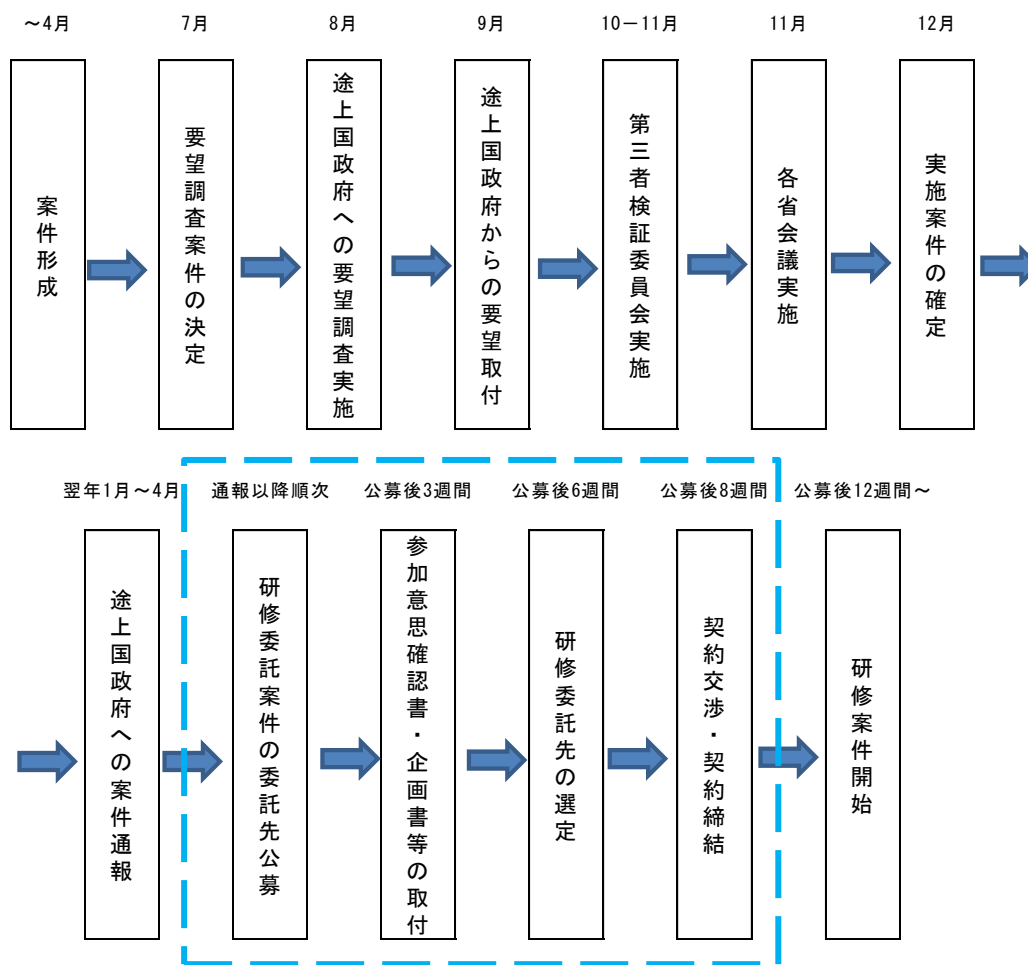 ～4月
7月
8月
9月
10－11月
11月
12月
案件形成
要望調査案件の決定
途上国政府への要望調査実施
途上国政府からの要望取付
第三者検証委員会実施
各省会議実施
実施案件の確定
翌年1月～4月
通報以降順次
公募後3週間
公募後6週間
公募後8週間
公募後12週間～
途上国政府への案件通報
研修委託案件の委託先公募
参加意思確認書・企画書等の取付
研修委託先の選定
契約交渉・契約締結
研修案件開始